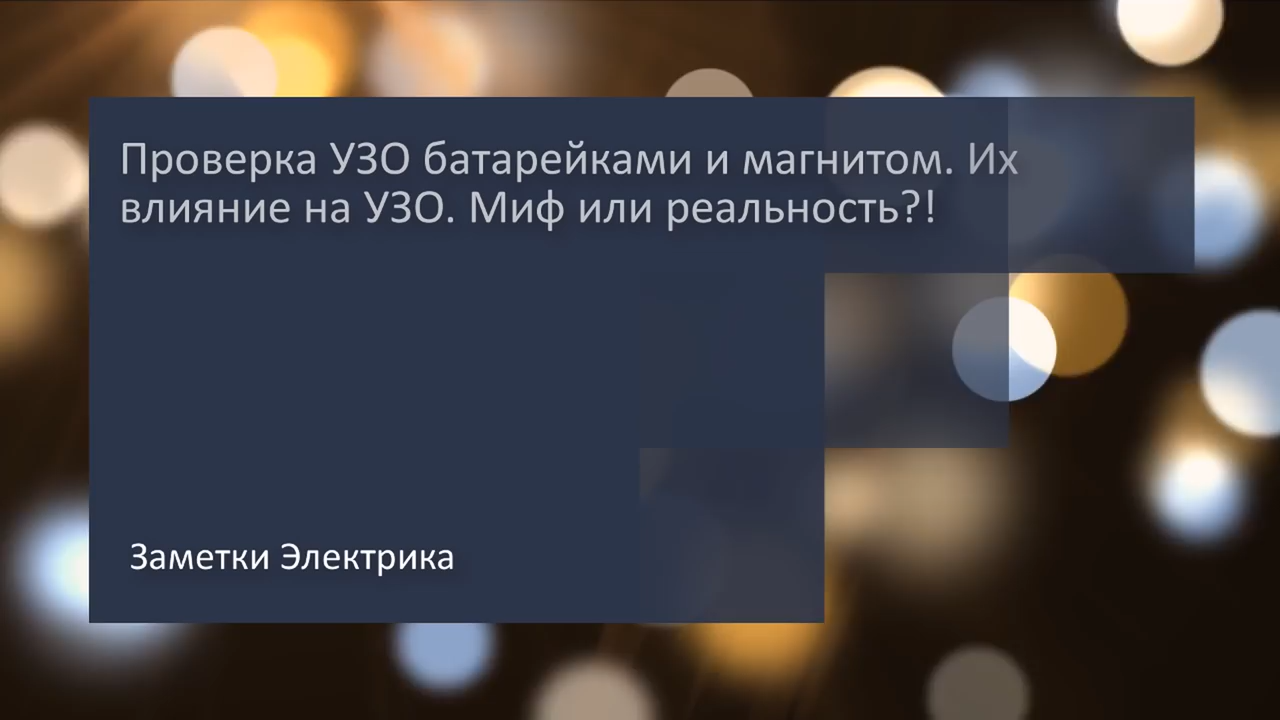 Проверка УЗО батарейками и магнитом. Их
влияние на УЗО. Миф или реальность?!
Заметки Электрика